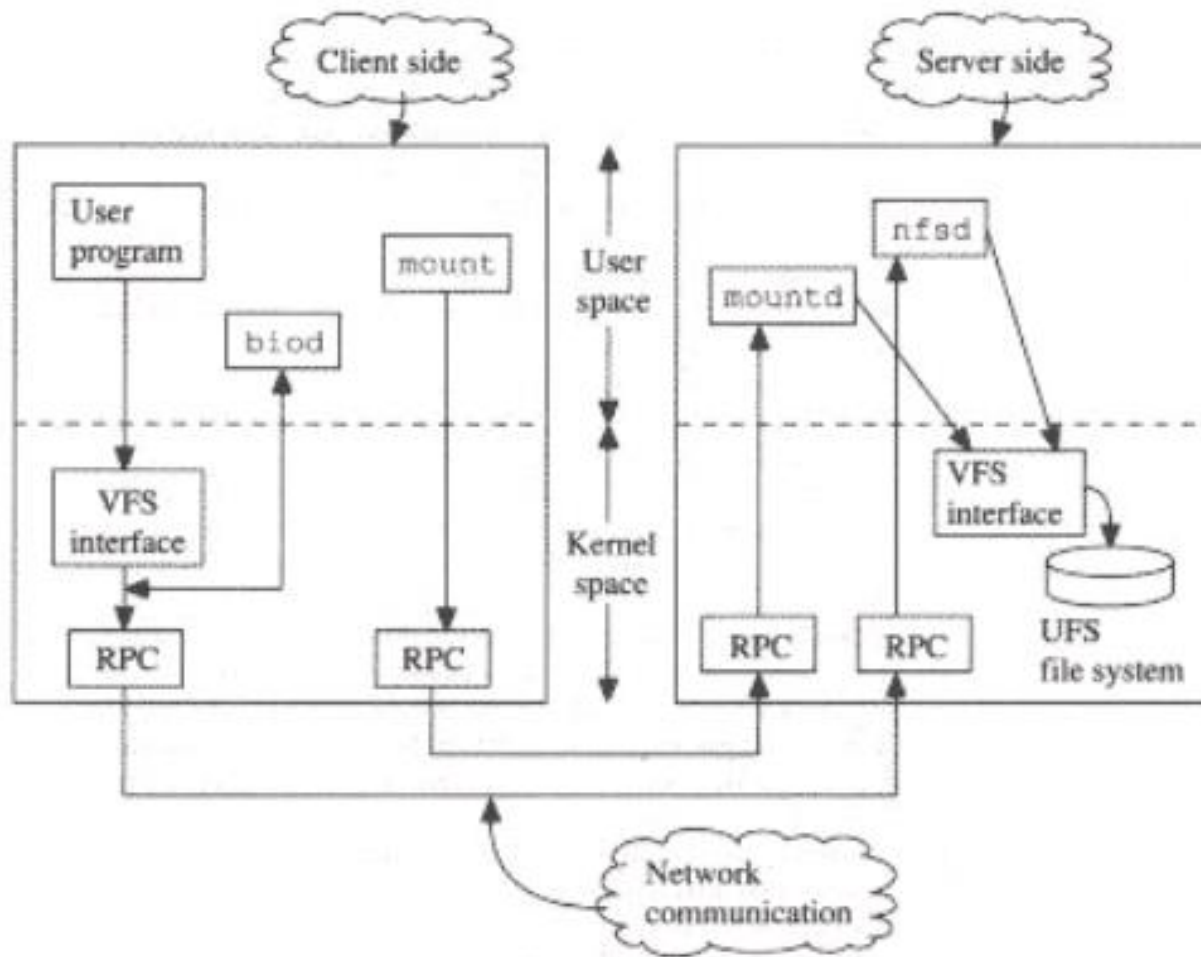 Client side
Server side
User
program
mount
biod
VFS
interface
RPC
RPC
User
space
Kernel
space
nfsd
mountd
VFS
interface
RPC
RPC
UFS
file system
Network
communication